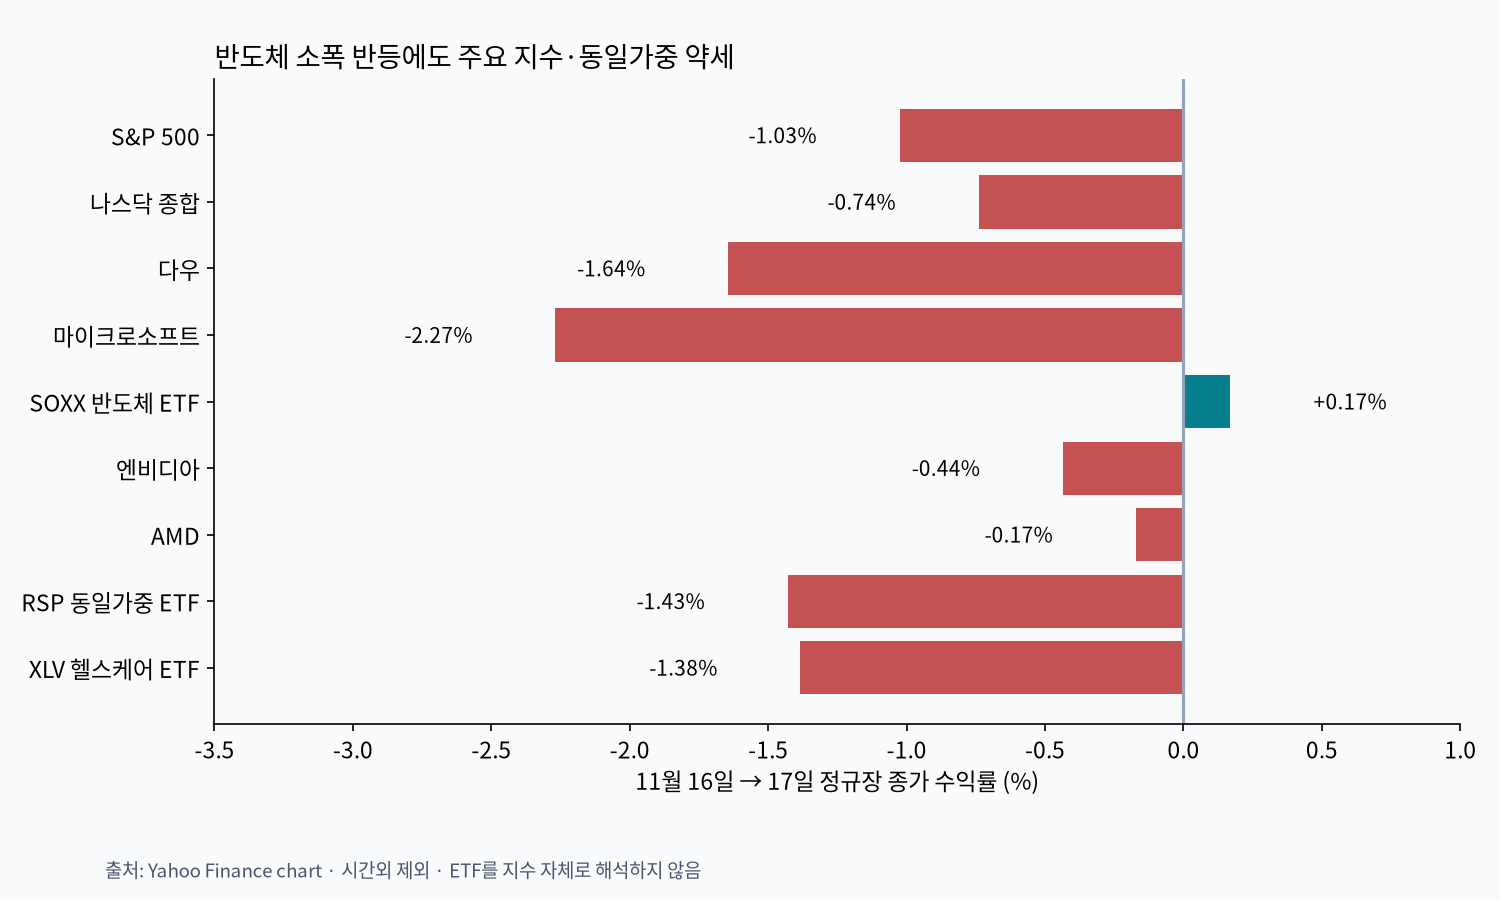 반도체 소폭 반등에도 주요 지수·동일가중 약세
S&P 500
-1.03%
나스닥 종합
-0.74%
다우
-1.64%
마이크로소프트
-2.27%
SOXX 반도체 ETF
+0.17%
엔비디아
-0.44%
AMD
-0.17%
RSP 동일가중 ETF
-1.43%
XLV 헬스케어 ETF
-1.38%
-3.5 -3.0 -2.5 -2.0 -1.5 -1.0 -0.5 0.0 0.5 1.0
11월 16일 → 17일 정규장 종가 수익률 (%)
출처: Yahoo Finance chart · 시간외 제외 · ETF를 지수 자체로 해석하지 않음